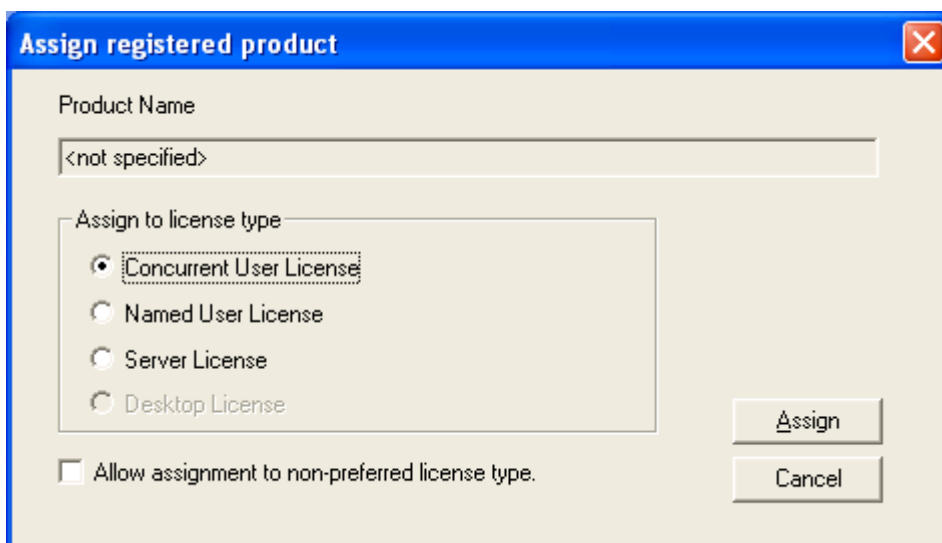 Assign registered product
Product Name
<not specified>
Assign to license type
Concurrent User License
Named User License
Server License
Desktop License
Assign
Allow assignment to non-preferred license type.
Cancel